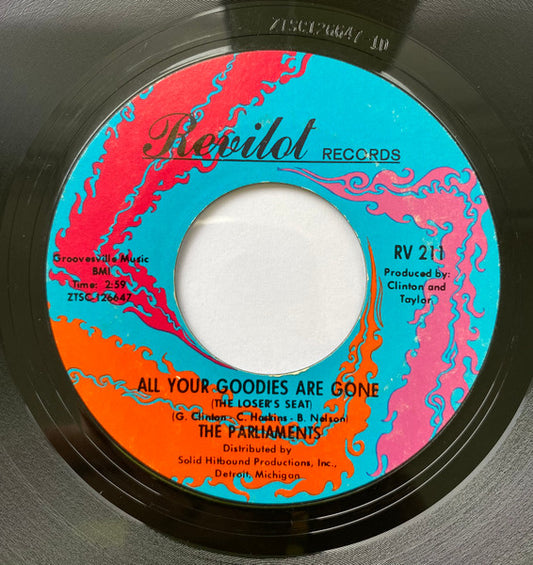 ZTSC126647-1D
Revilot RECORDS
Groovesville Music
BMI
Time: 2:59
ZTSC-126647
RV 211
Produced by:
Clinton and
Taylor
ALL YOUR GOODIES ARE GONE
(THE LOSER'S SEAT)
(G. Clinton - C. Haskins - B. Nelson)
THE PARLIAMENTS
Distributed by
Solid Hitbound Productions, Inc.,
Detroit, Michigan